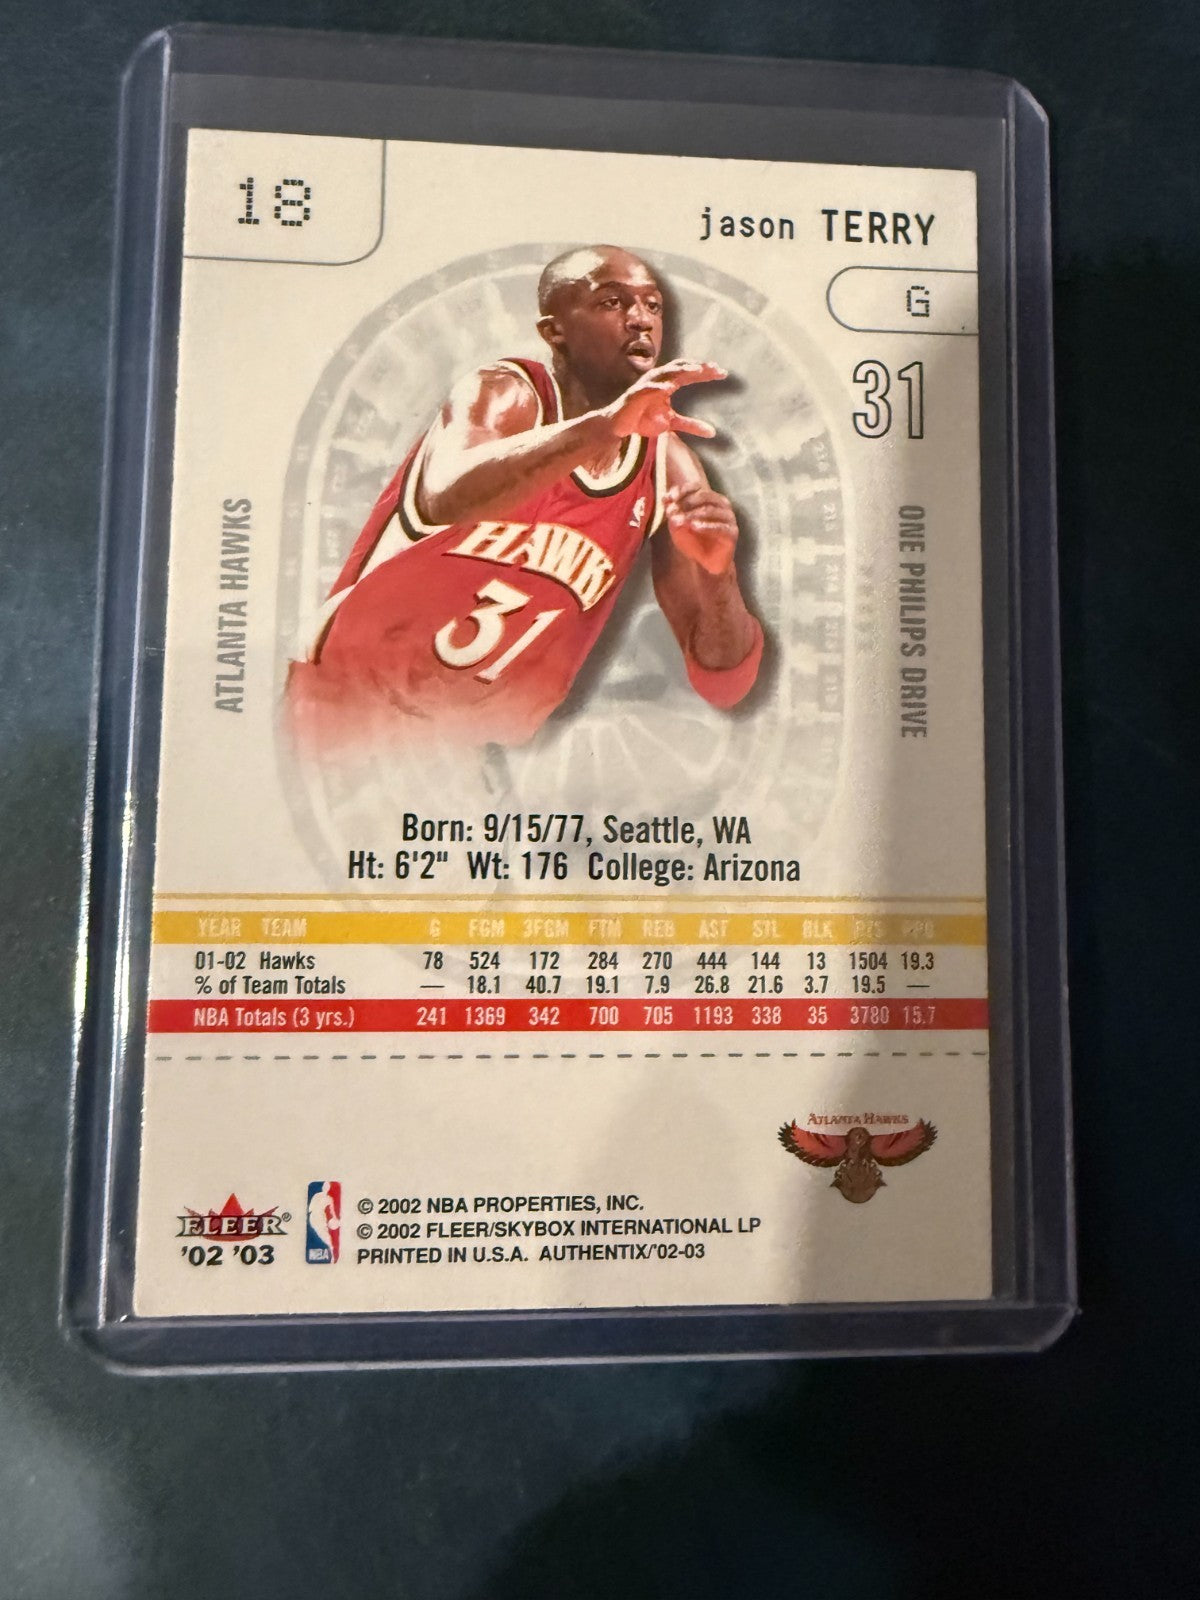 18
jason TERRY
G
31
ATLANTA HAWKS
ONE PHILIPS DRIVE
HAWK
31
Born: 9/15/77, Seattle, WA
Ht: 6'2" Wt: 176 College: Arizona
YEAR TEAM G FGM 3FGM FTM REB AST STL BLK PTS PPG
01-02 Hawks 78 524 172 284 270 444 144 13 1504 19.3
% of Team Totals — 18.1 40.7 19.1 7.9 26.8 21.6 3.7 19.5 —
NBA Totals (3 yrs.) 241 1369 342 700 705 1193 338 35 3780 15.7
ATLANTA HAWKS
FLEER®
'02 '03
NBA
© 2002 NBA PROPERTIES, INC.
© 2002 FLEER/SKYBOX INTERNATIONAL LP
PRINTED IN U.S.A. AUTHENTIX/'02-03